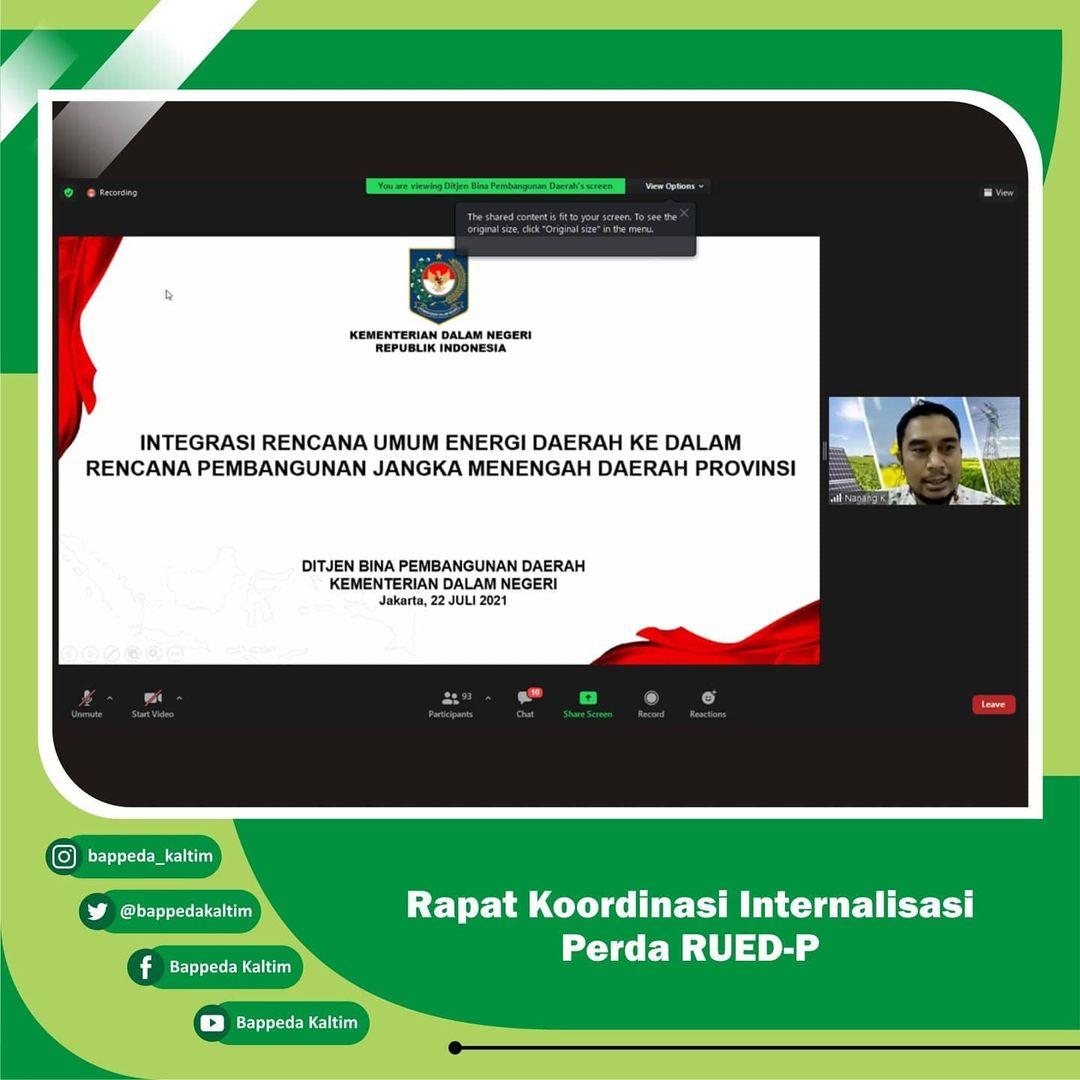 Recording
You are viewing Ditjen Bina Pembangunan Daerah's screen
View Options
View
The shared content is fit to your screen. To see the
original size, click "Original size" in the menu.
KEMENTERIAN DALAM NEGERI
REPUBLIK INDONESIA
INTEGRASI RENCANA UMUM ENERGI DAERAH KE DALAM
RENCANA PEMBANGUNAN JANGKA MENENGAH DAERAH PROVINSI
DITJEN BINA PEMBANGUNAN DAERAH
KEMENTERIAN DALAM NEGERI
Jakarta, 22 JULI 2021
Nanang K
Unmute
Start Video
93
Participants
10
Chat
Share Screen
Record
Reactions
Leave
bappeda_kaltim
@bappedakaltim
Bappeda Kaltim
Bappeda Kaltim
Rapat Koordinasi Internalisasi
Perda RUED-P